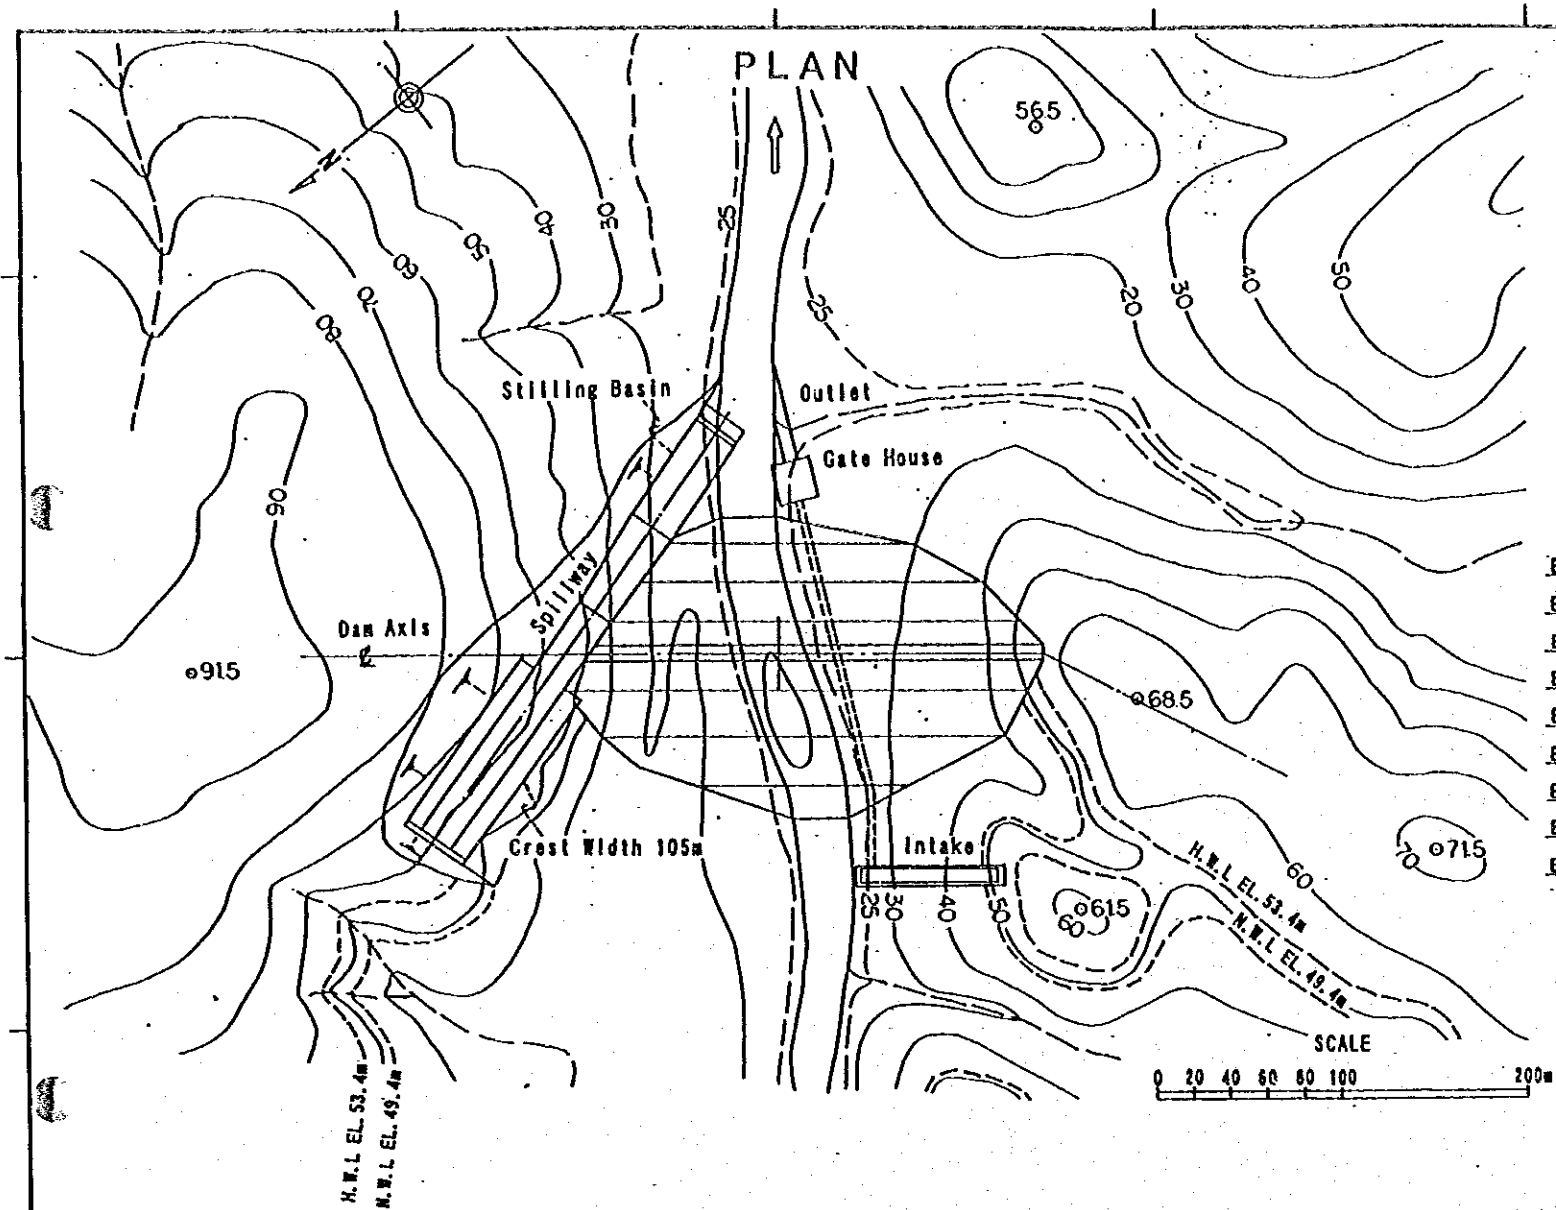 PLAN
56.5
N
25
30
40
50
60
70
80
25
20
30
40
50
Stilling Basin
Outlet
Gate House
90
Spillway
Dam Axis
91.5
68.5
Crest Width 105m
Intake
25
30
40
50
60
61.5
70
71.5
60
H.W.L EL. 53.4m
N.W.L EL. 49.4m
SCALE
0 20 40 60 80 100 200m
H.W.L EL. 53.4m
N.W.L EL. 49.4m